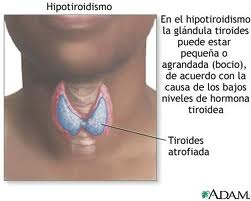 Hipotiroidismo
En el hipotiroidismo
la glándula tiroides
puede estar
pequeña o
agrandada (bocio),
de acuerdo con la
causa de los bajos
niveles de hormona
tiroidea
Tiroides
atrofiada
ADAM.